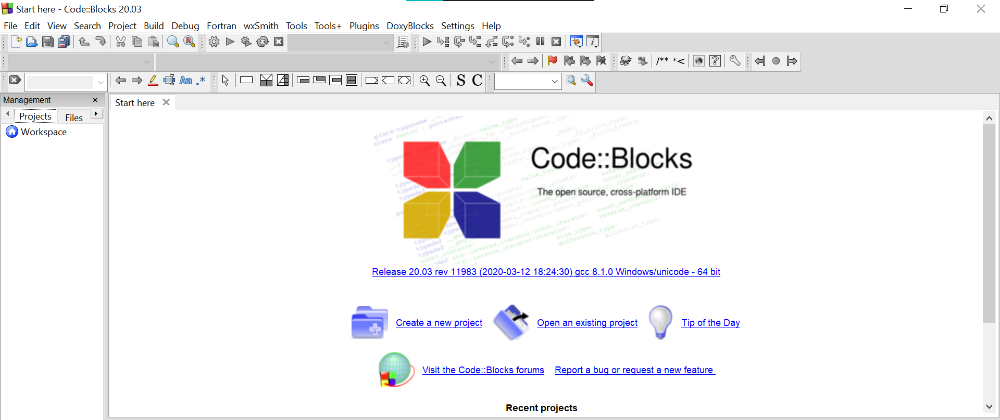 Start here - Code::Blocks 20.03
File Edit View Search Project Build Debug Fortran wxSmith Tools Tools+ Plugins DoxyBlocks Settings Help
/** *<
Aa .* S C
Management
Start here
Projects Files
Workspace
Code::Blocks
The open source, cross-platform IDE
Release 20.03 rev 11983 (2020-03-12 18:24:30) gcc 8.1.0 Windows/unicode - 64 bit
Create a new project Open an existing project Tip of the Day
Visit the Code::Blocks forums Report a bug or request a new feature
Recent projects